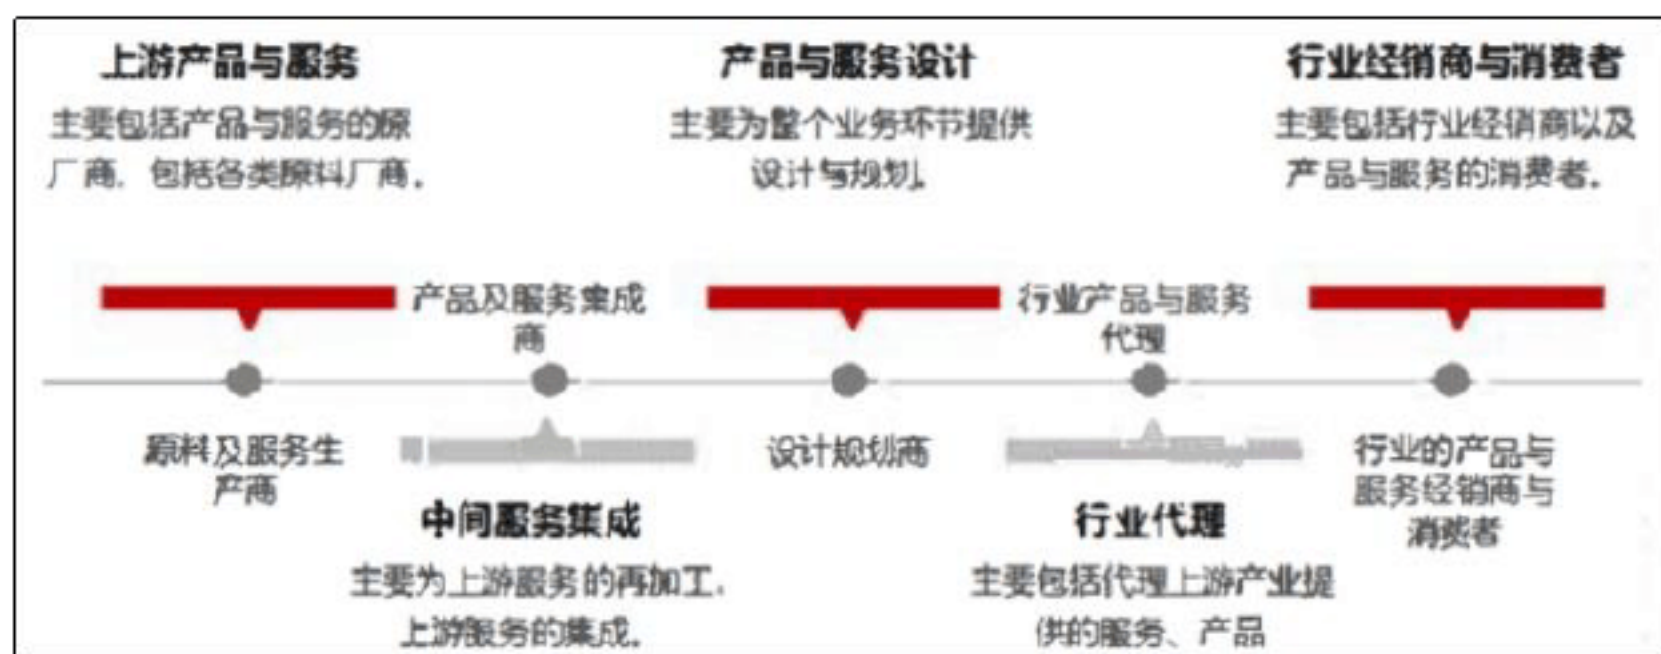 上游产品与服务
主要包括产品与服务的原
厂商，包括各类原料厂商。
产品与服务设计
主要为整个业务环节提供
设计与规划。
行业经销商与消费者
主要包括行业经销商以及
产品与服务的消费者。
产品及服务集成
商
行业产品与服务
代理
原料及服务生
产商
设计规划商
行业的产品与
服务经销商与
消费者
中间服务集成
主要为上游服务的再加工，
上游服务的集成。
行业代理
主要包括代理上游产业提
供的服务、产品